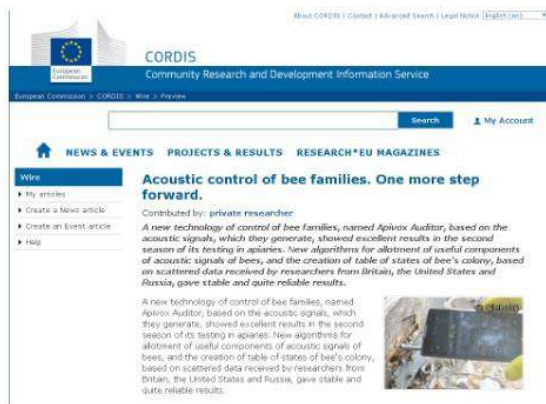 About CORDIS | Contact | Advanced Search | Legal Notice English (en)
European
Commission
CORDIS
Community Research and Development Information Service
European Commission > CORDIS > Wire > Preview
Search
My Account
NEWS & EVENTS PROJECTS & RESULTS RESEARCH*EU MAGAZINES
Wire
My articles
Create a News article
Create an Event article
Help
Acoustic control of bee families. One more step
forward.
Contributed by: private researcher
A new technology of control of bee families, named Apivox Auditor, based on the
acoustic signals, which they generate, showed excellent results in the second
season of its testing in apiaries. New algorithms for allotment of useful components
of acoustic signals of bees, and the creation of table of states of bee's colony, based
on scattered data received by researchers from Britain, the United States and
Russia, gave stable and quite reliable results.
A new technology of control of bee families, named
Apivox Auditor, based on the acoustic signals, which
they generate, showed excellent results in the second
season of its testing in apiaries. New algorithms for
allotment of useful components of acoustic signals of
bees, and the creation of table of states of bee's colony,
based on scattered data received by researchers from
Britain, the United States and Russia, gave stable and
quite reliable results.